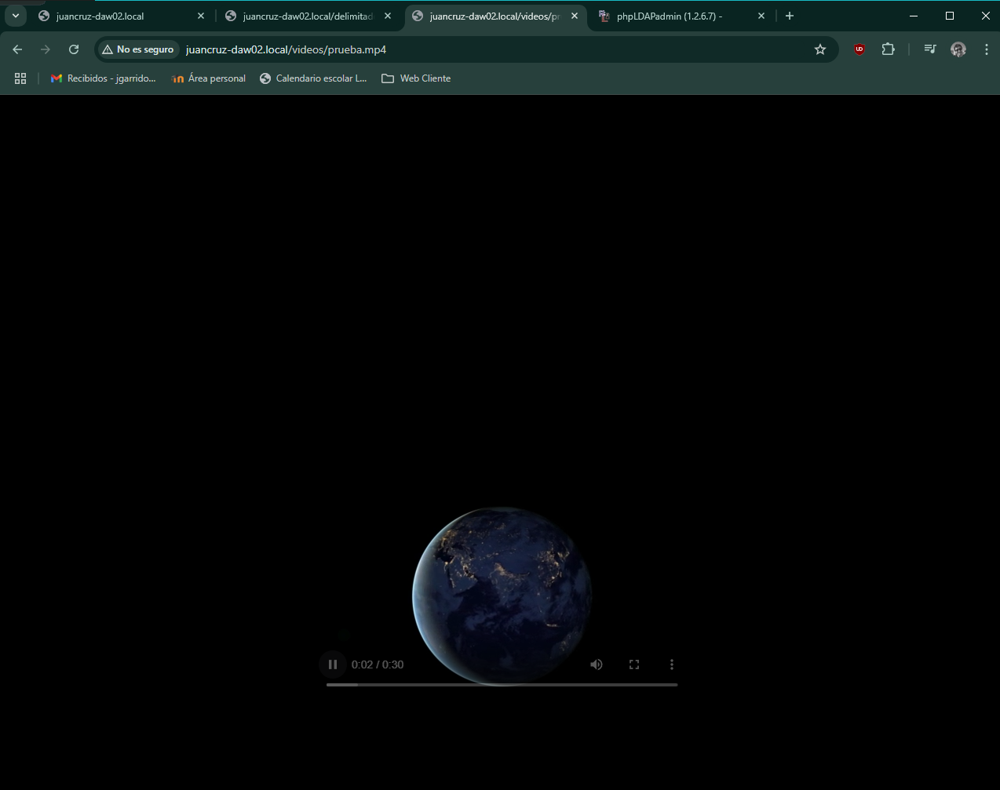 juancruz-daw02.local
juancruz-daw02.local/delimitad
juancruz-daw02.local/videos/pr
phpLDAPadmin (1.2.6.7) -
No es seguro
juancruz-daw02.local/videos/prueba.mp4
Recibidos - jgarrido...
Área personal
Calendario escolar L...
Web Cliente
0:02 / 0:30